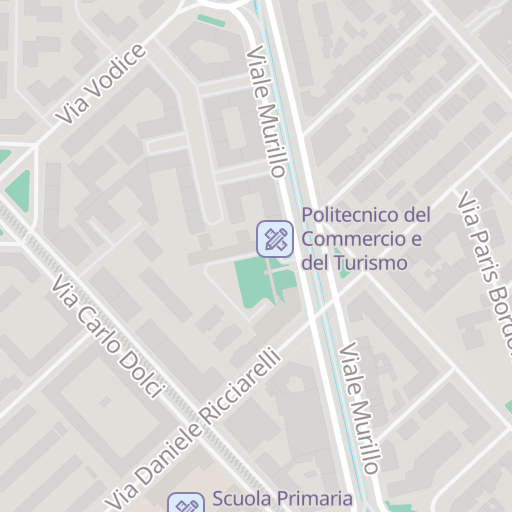 Via Vodice
Viale Murillo
Politecnico del
Commercio e
del Turismo
Via Paris Bordon
Via Carlo Dolci
Via Daniele Ricciarelli
Viale Murillo
Scuola Primaria